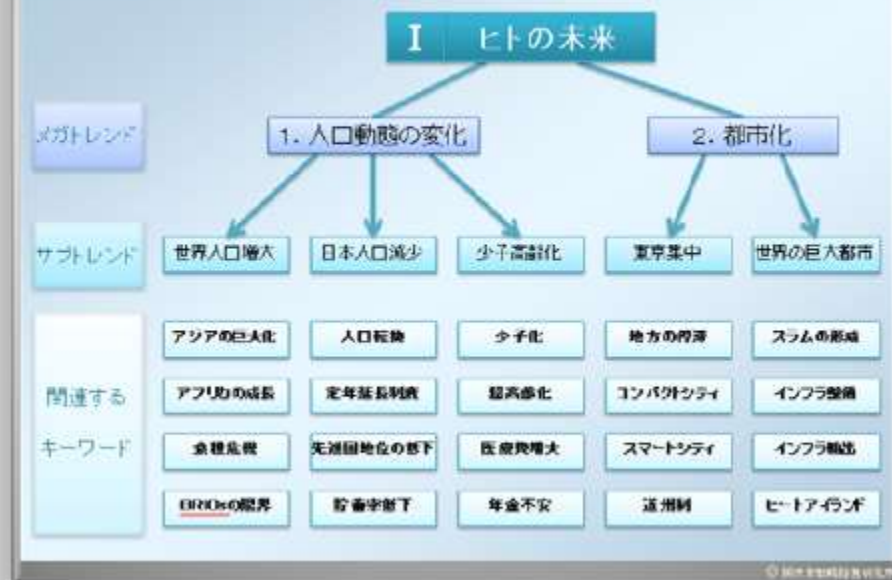 I ヒトの未来
メガトレンド
1. 人口動態の変化
2. 都市化
サブトレンド
世界人口増大
日本人口減少
少子高齢化
東京集中
世界の巨大都市
関連する
キーワード
アジアの巨大化
人口転換
少子化
地方の停滞
スラムの形成
アフリカの成長
定年延長制度
超高齢化
コンパクトシティ
インフラ整備
食糧危機
先進国地位の低下
医療費増大
スマートシティ
インフラ輸出
BRICsの限界
貯蓄率低下
年金不安
道州制
ヒートアイランド